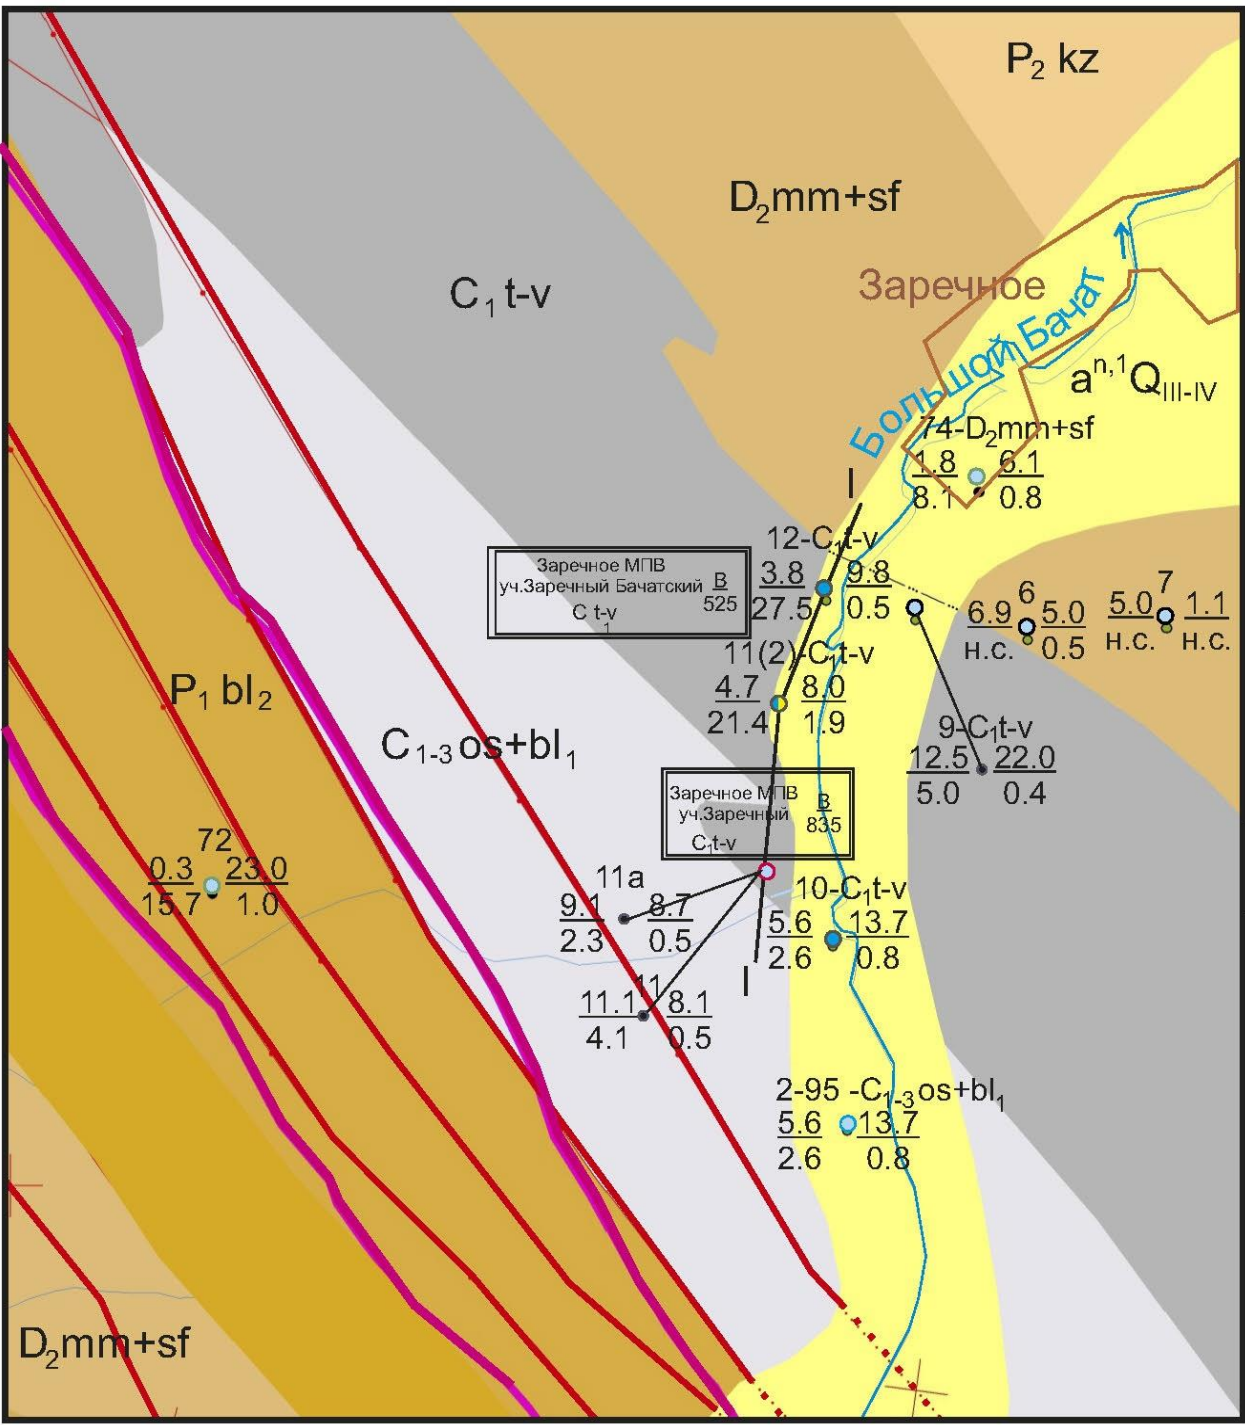 P₂ kz
D₂mm+sf
C₁ t-v
Заречное
Большой Бачат
aⁿ,¹Q III-IV
74-D₂mm+sf
1.8 6.1
8.1 0.8
I
12-C₁t-v
3.8 9.8
27.5 0.5
Заречное МПВ
уч.Заречный Бачатский B
525
C₁ t-v
6
6.9 5.0
н.с. 0.5
7
5.0 1.1
н.с. н.с.
11(2)-C₁t-v
4.7 8.0
21.4 1.9
P₁ bl₂
C₁₋₃ os+bl₁
9-C₁t-v
12.5 22.0
5.0 0.4
Заречное МПВ
уч.Заречный B
835
C₁t-v
72
0.3 23.0
15.7 1.0
11а
9.1 8.7
2.3 0.5
10-C₁t-v
5.6 13.7
2.6 0.8
I
11
11.1 8.1
4.1 0.5
2-95 -C₁₋₃os+bl₁
5.6 13.7
2.6 0.8
D₂mm+sf